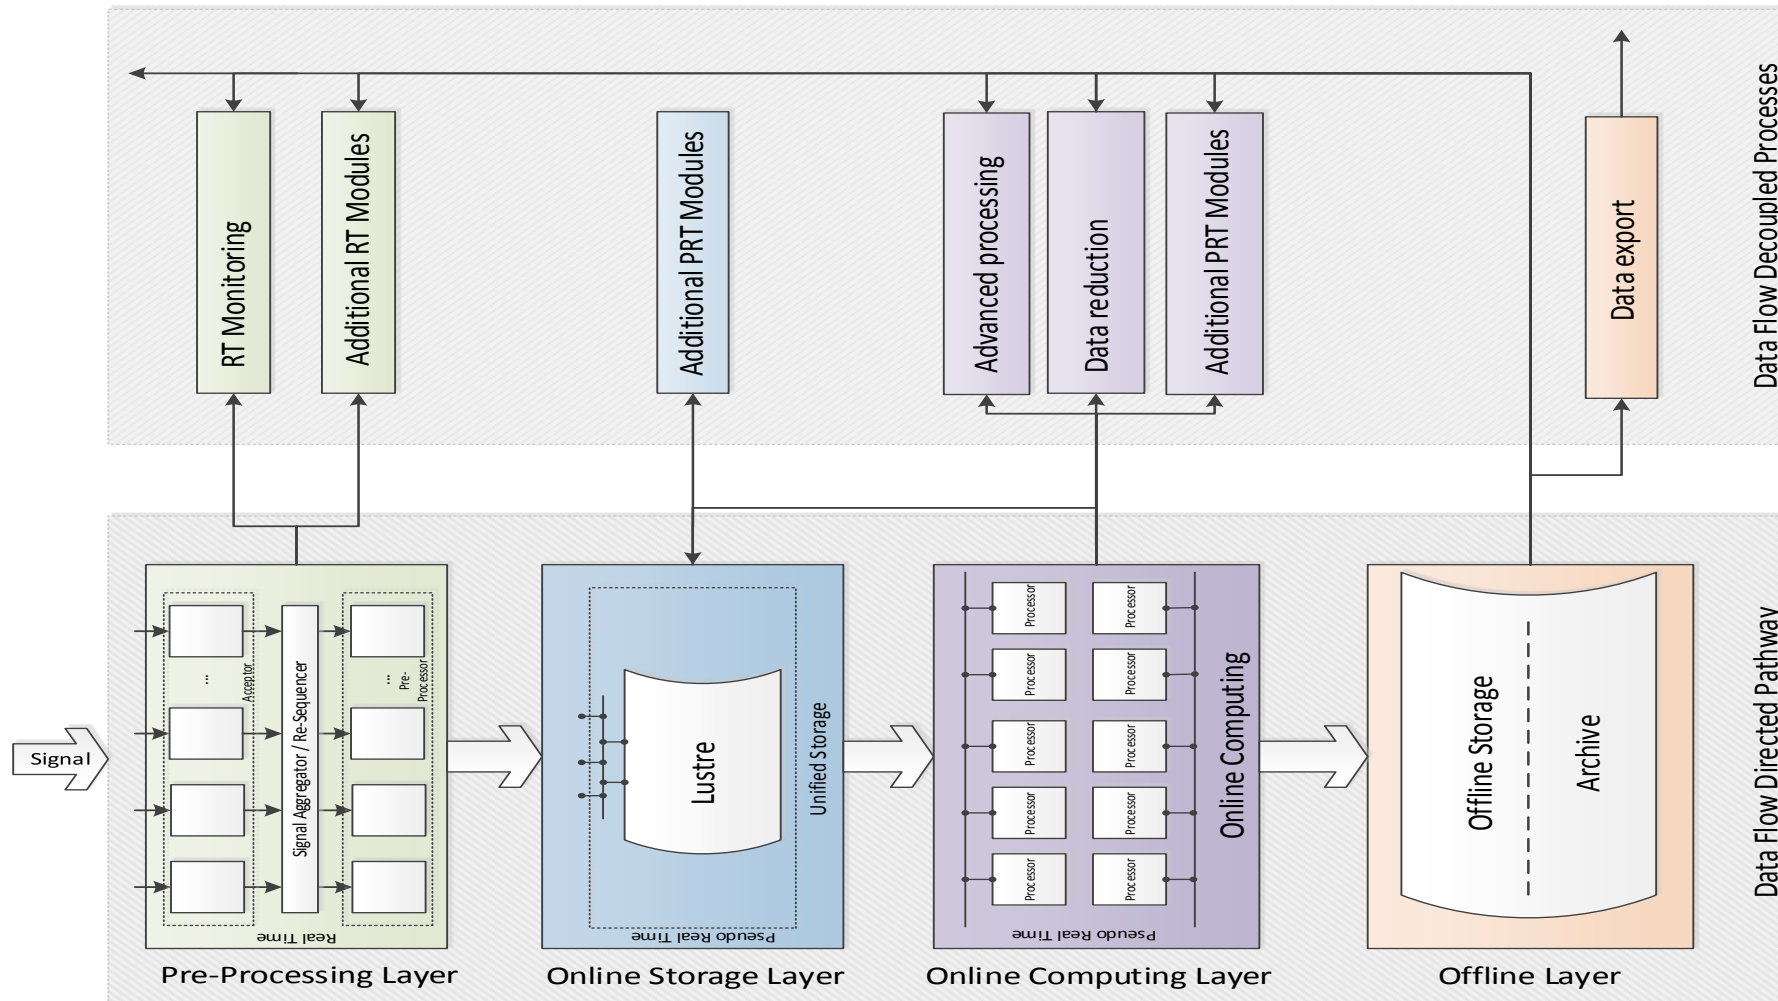 RT Monitoring
Additional RT Modules
Additional PRT Modules
Advanced processing
Data reduction
Additional PRT Modules
Data export
Data Flow Decoupled Processes
Signal
...
Acceptor
Signal Aggregator / Re-Sequencer
...
Pre-
Processor
Real Time
Lustre
Unified Storage
Pseudo Real Time
Processor
Processor
Processor
Processor
Processor
Processor
Processor
Processor
Processor
Processor
Online Computing
Pseudo Real Time
Offline Storage
Archive
Data Flow Directed Pathway
Pre-Processing Layer
Online Storage Layer
Online Computing Layer
Offline Layer